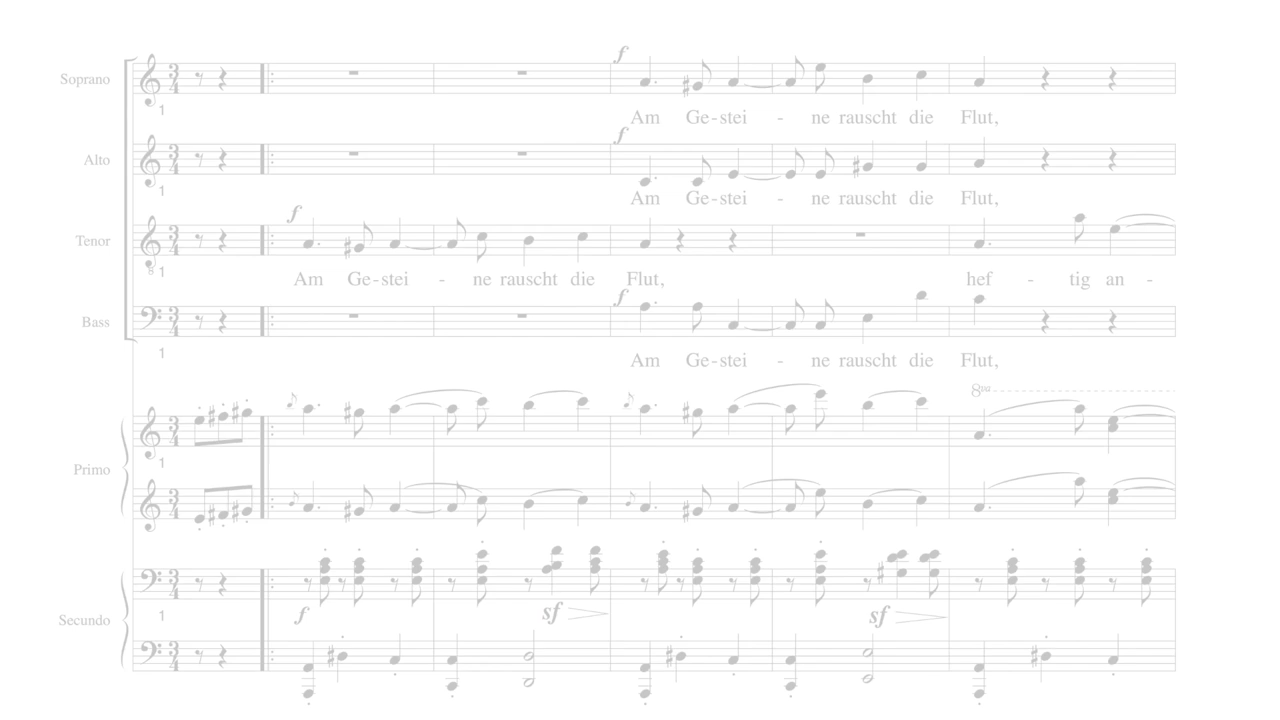 Soprano
f
1
Am Ge-stei - ne rauscht die Flut,
Alto
f
1
Am Ge-stei - ne rauscht die Flut,
Tenor
f
8
1
Am Ge-stei - ne rauscht die Flut, hef - tig an -
Bass
f
1
Am Ge-stei - ne rauscht die Flut,
8va
Primo
1
Secundo
f
sf
sf
1